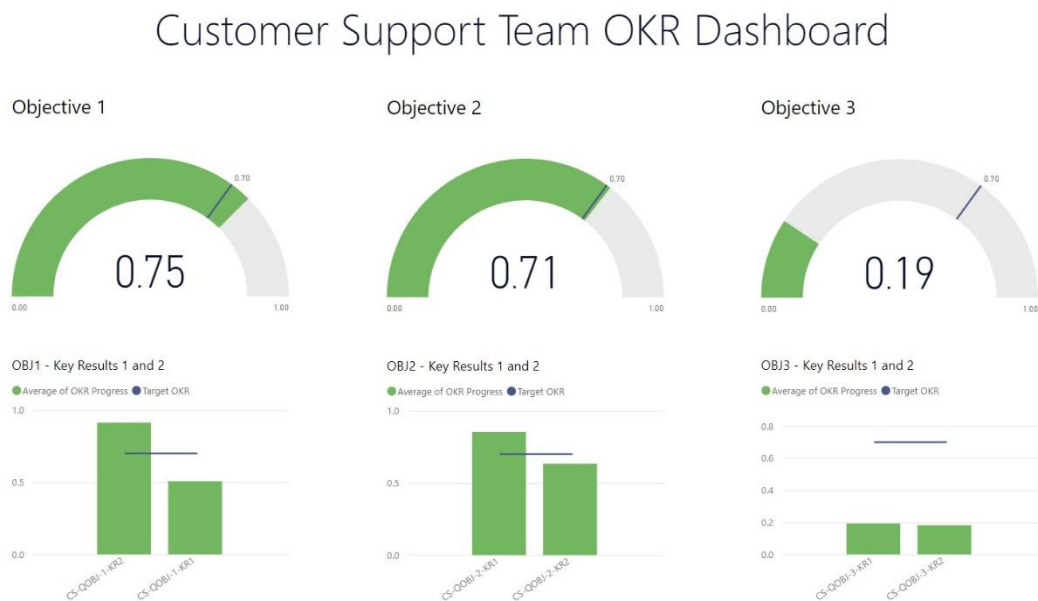 Customer Support Team OKR Dashboard
Objective 1
0.70
0.75
0.00
1.00
Objective 2
0.70
0.71
0.00
1.00
Objective 3
0.70
0.19
0.00
1.00
OBJ1 - Key Results 1 and 2
Average of OKR Progress Target OKR
1.0
0.5
0.0
CS-QOBJ-1-KR2
CS-QOBJ-1-KR1
OBJ2 - Key Results 1 and 2
Average of OKR Progress Target OKR
1.0
0.5
0.0
CS-QOBJ-2-KR1
CS-QOBJ-2-KR2
OBJ3 - Key Results 1 and 2
Average of OKR Progress Target OKR
0.8
0.6
0.4
0.2
0.0
CS-QOBJ-3-KR1
CS-QOBJ-3-KR2